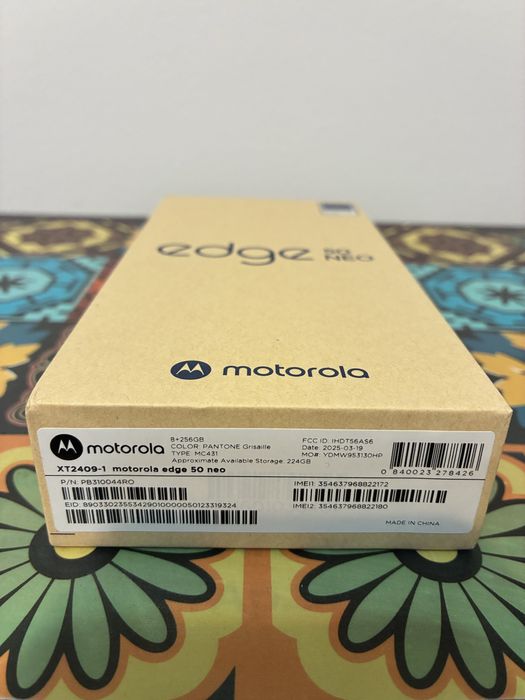 edge 50
NEO
motorola
motorola
8+256GB
COLOR: PANTONE Grisaille
TYPE: MC431
Approximate Available Storage: 224GB
FCC ID: IHDT56AS6
Date: 2025-03-19
MO#: YDMW953130HP
0 840023 278426
XT2409-1 motorola edge 50 neo
P/N: PB310044RO
EID: 89033023553429010000050123319324
IMEI1: 354637968822172
IMEI2: 354637968822180
MADE IN CHINA